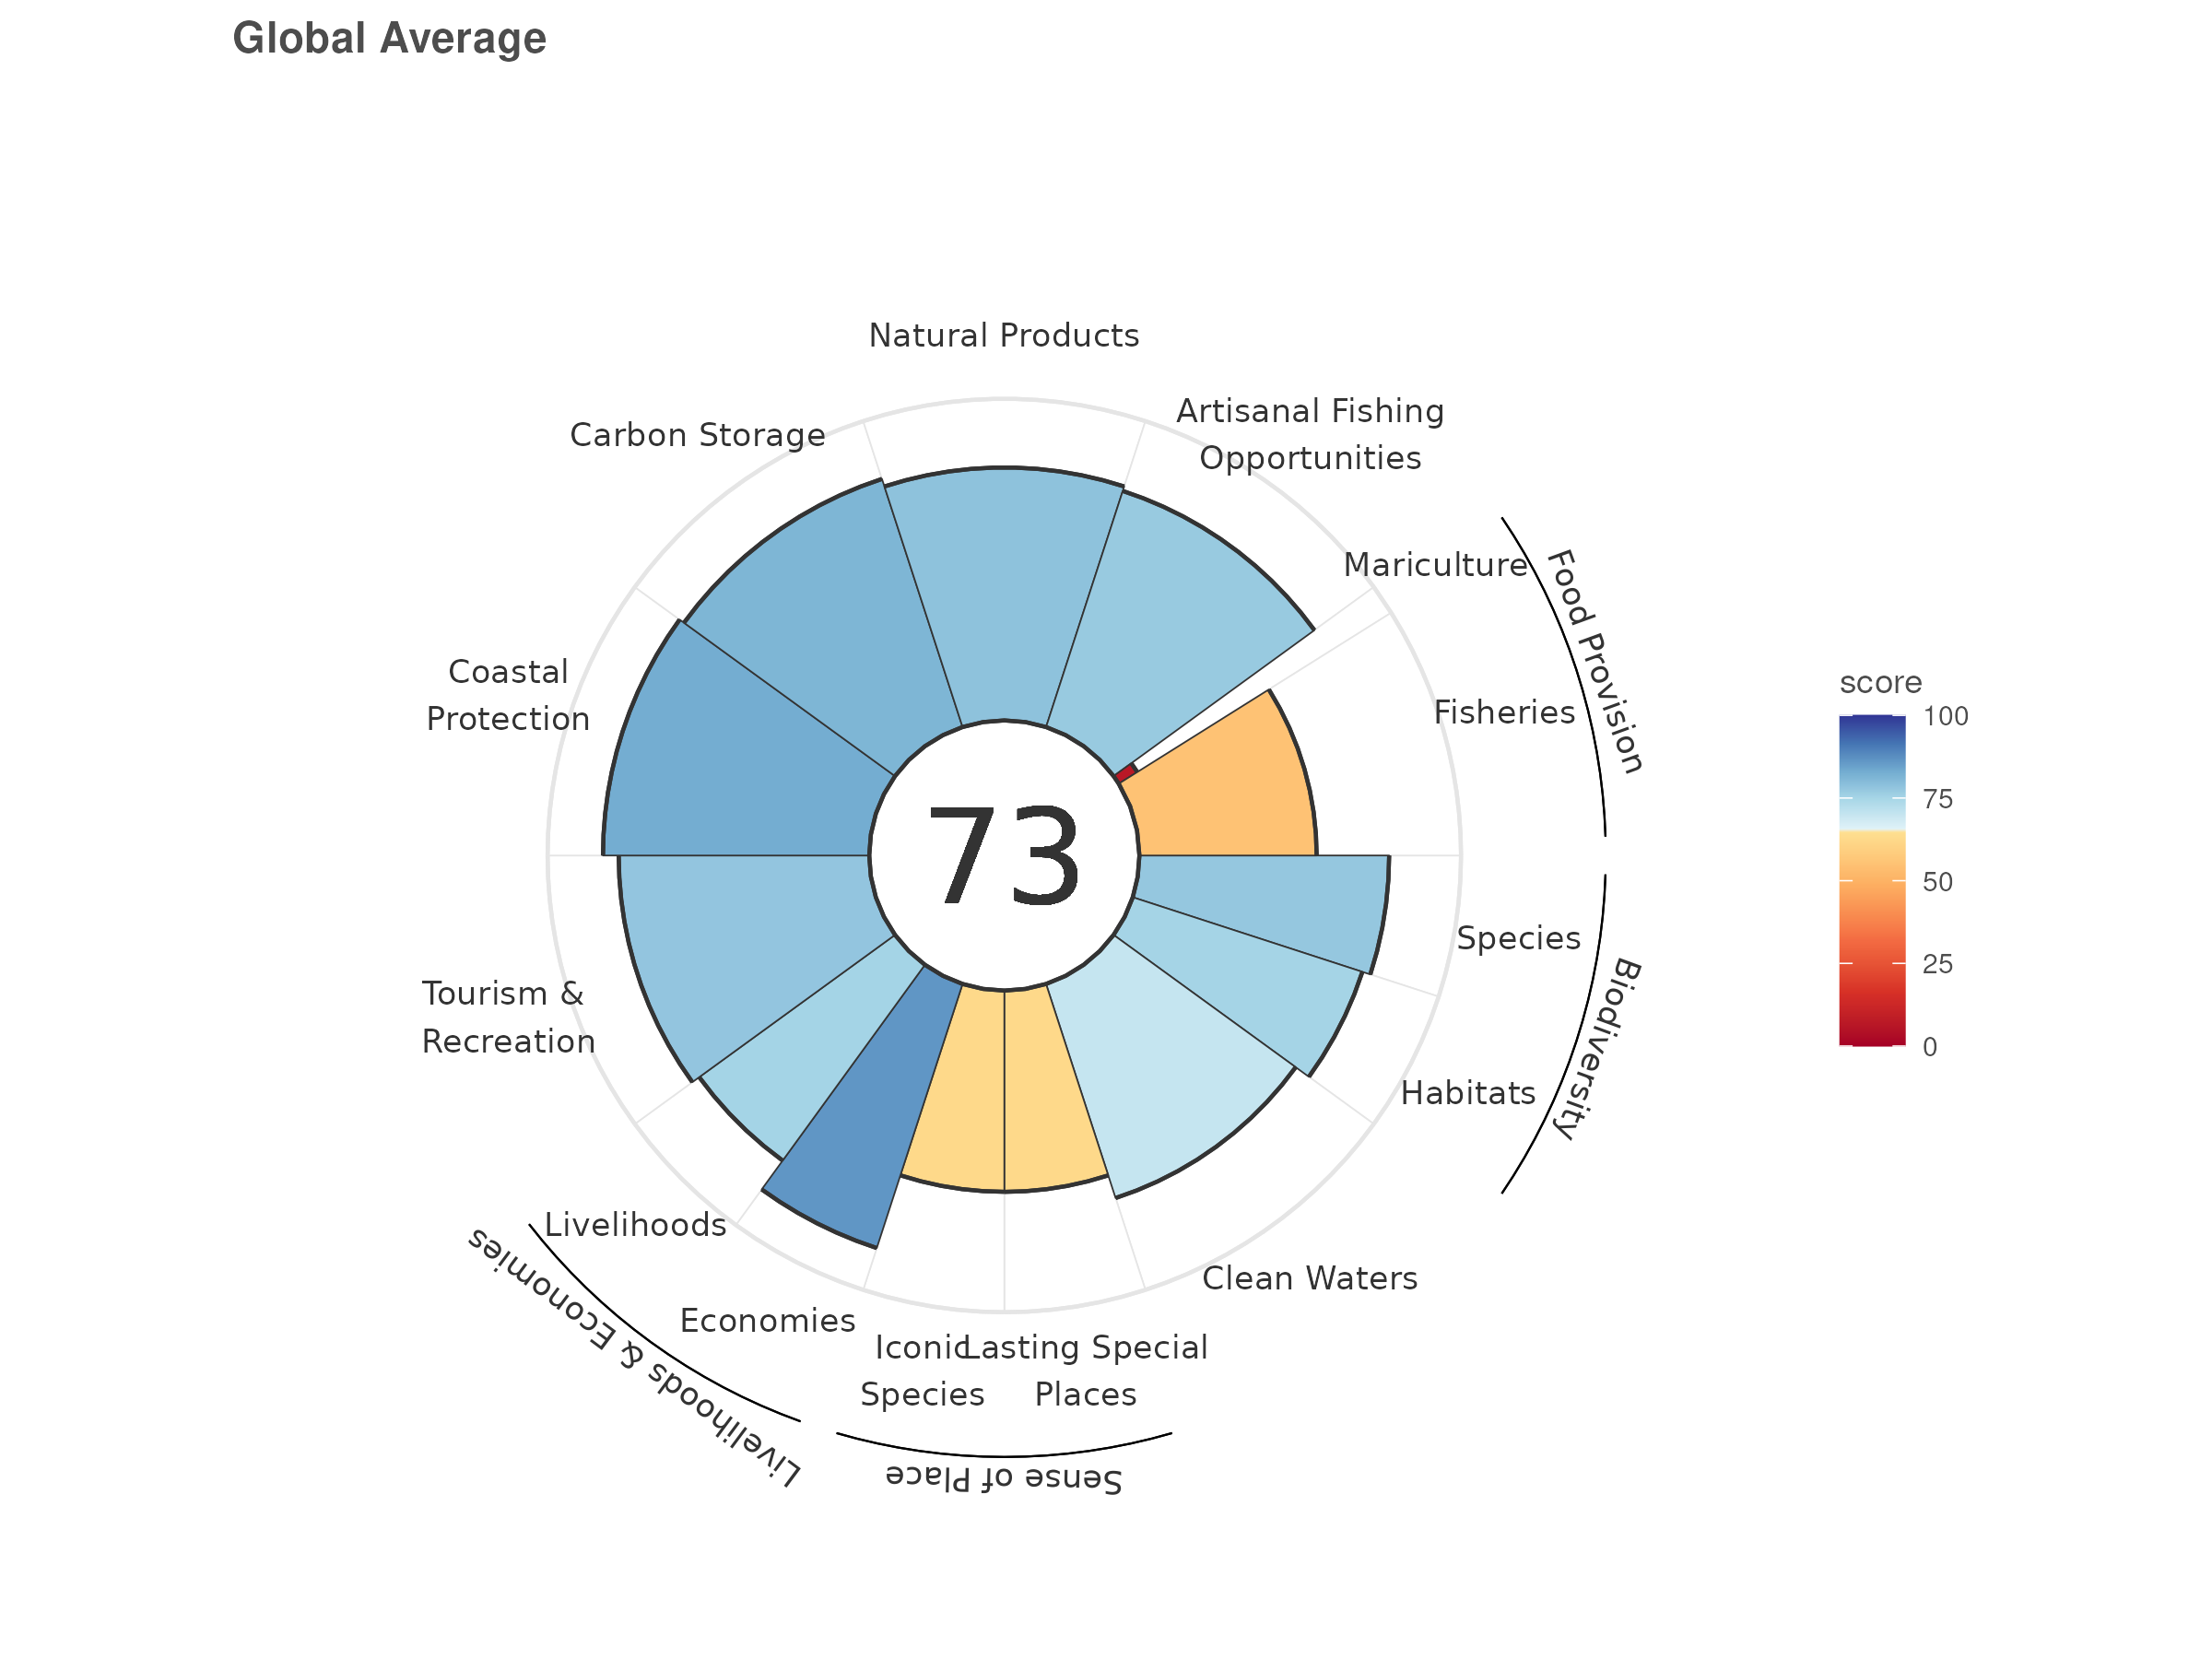 Global Average
Natural Products
Artisanal Fishing
Opportunities
Carbon Storage
Mariculture
Food Provision
Coastal
Protection
Fisheries
score
100
75
50
25
0
73
Species
Biodiversity
Tourism &
Recreation
Habitats
Livelihoods
Clean Waters
Economies
Livelihoods & Economies
Iconic
Species
Lasting Special
Places
Sense of Place